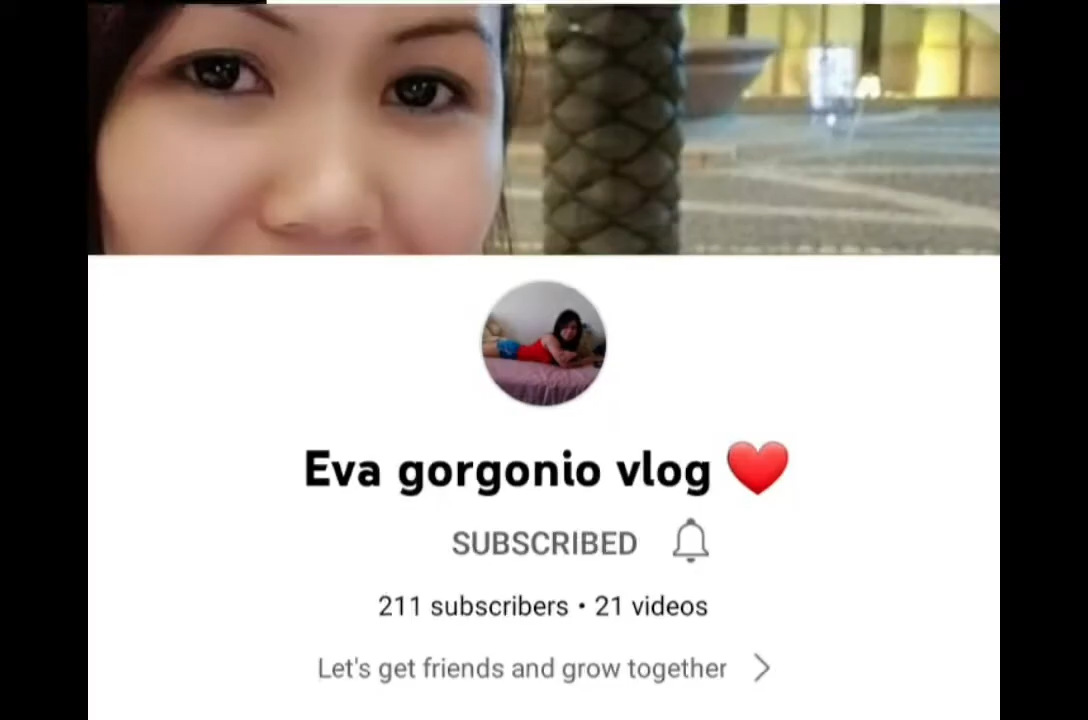 Eva gorgonio vlog ❤️
SUBSCRIBED
211 subscribers • 21 videos
Let's get friends and grow together